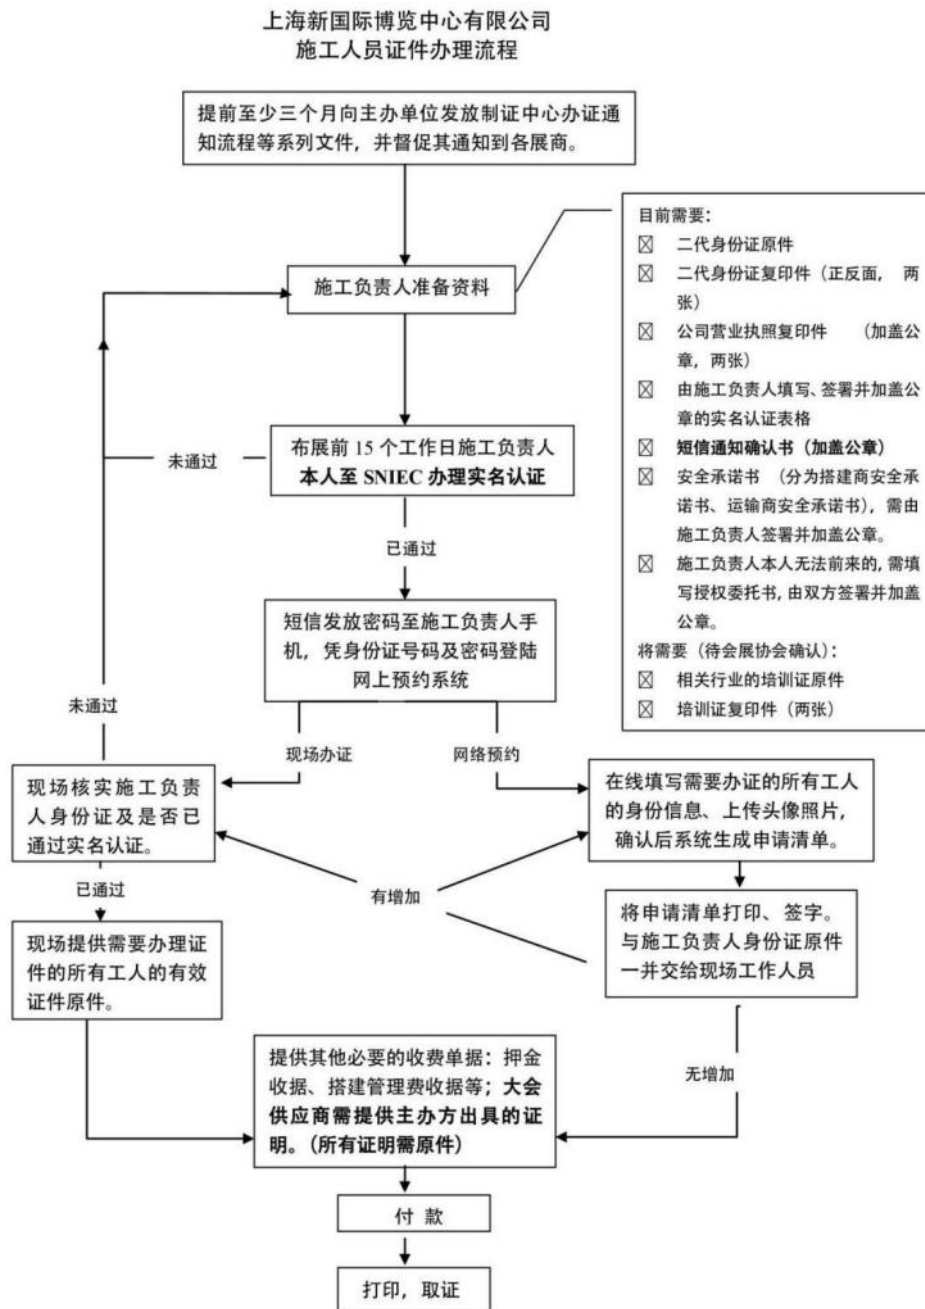 上海新国际博览中心有限公司
施工人员证件办理流程
提前至少三个月向主办单位发放制证中心办证通
知流程等系列文件，并督促其通知到各展商。
施工负责人准备资料
目前需要：
☒ 二代身份证原件
☒ 二代身份证复印件（正反面， 两
张）
☒ 公司营业执照复印件 （加盖公
章，两张）
☒ 由施工负责人填写、签署并加盖公
章的实名认证表格
☒ 短信通知确认书（加盖公章）
☒ 安全承诺书 （分为搭建商安全承
诺书、运输商安全承诺书），需由
施工负责人签署并加盖公章。
☒ 施工负责人本人无法前来的，需填
写授权委托书，由双方签署并加盖
公章。
将需要（待会展协会确认）：
☒ 相关行业的培训证原件
☒ 培训证复印件（两张）
布展前 15 个工作日施工负责人
本人至 SNIEC 办理实名认证
未通过
已通过
短信发放密码至施工负责人手
机，凭身份证号码及密码登陆
网上预约系统
未通过
现场办证
网络预约
现场核实施工负责
人身份证及是否已
通过实名认证。
在线填写需要办证的所有工人
的身份信息、上传头像照片，
确认后系统生成申请清单。
已通过
有增加
将申请清单打印、签字。
与施工负责人身份证原件
一并交给现场工作人员
现场提供需要办理证
件的所有工人的有效
证件原件。
无增加
提供其他必要的收费单据：押金
收据、搭建管理费收据等；大会
供应商需提供主办方出具的证
明。（所有证明需原件）
付 款
打印，取证